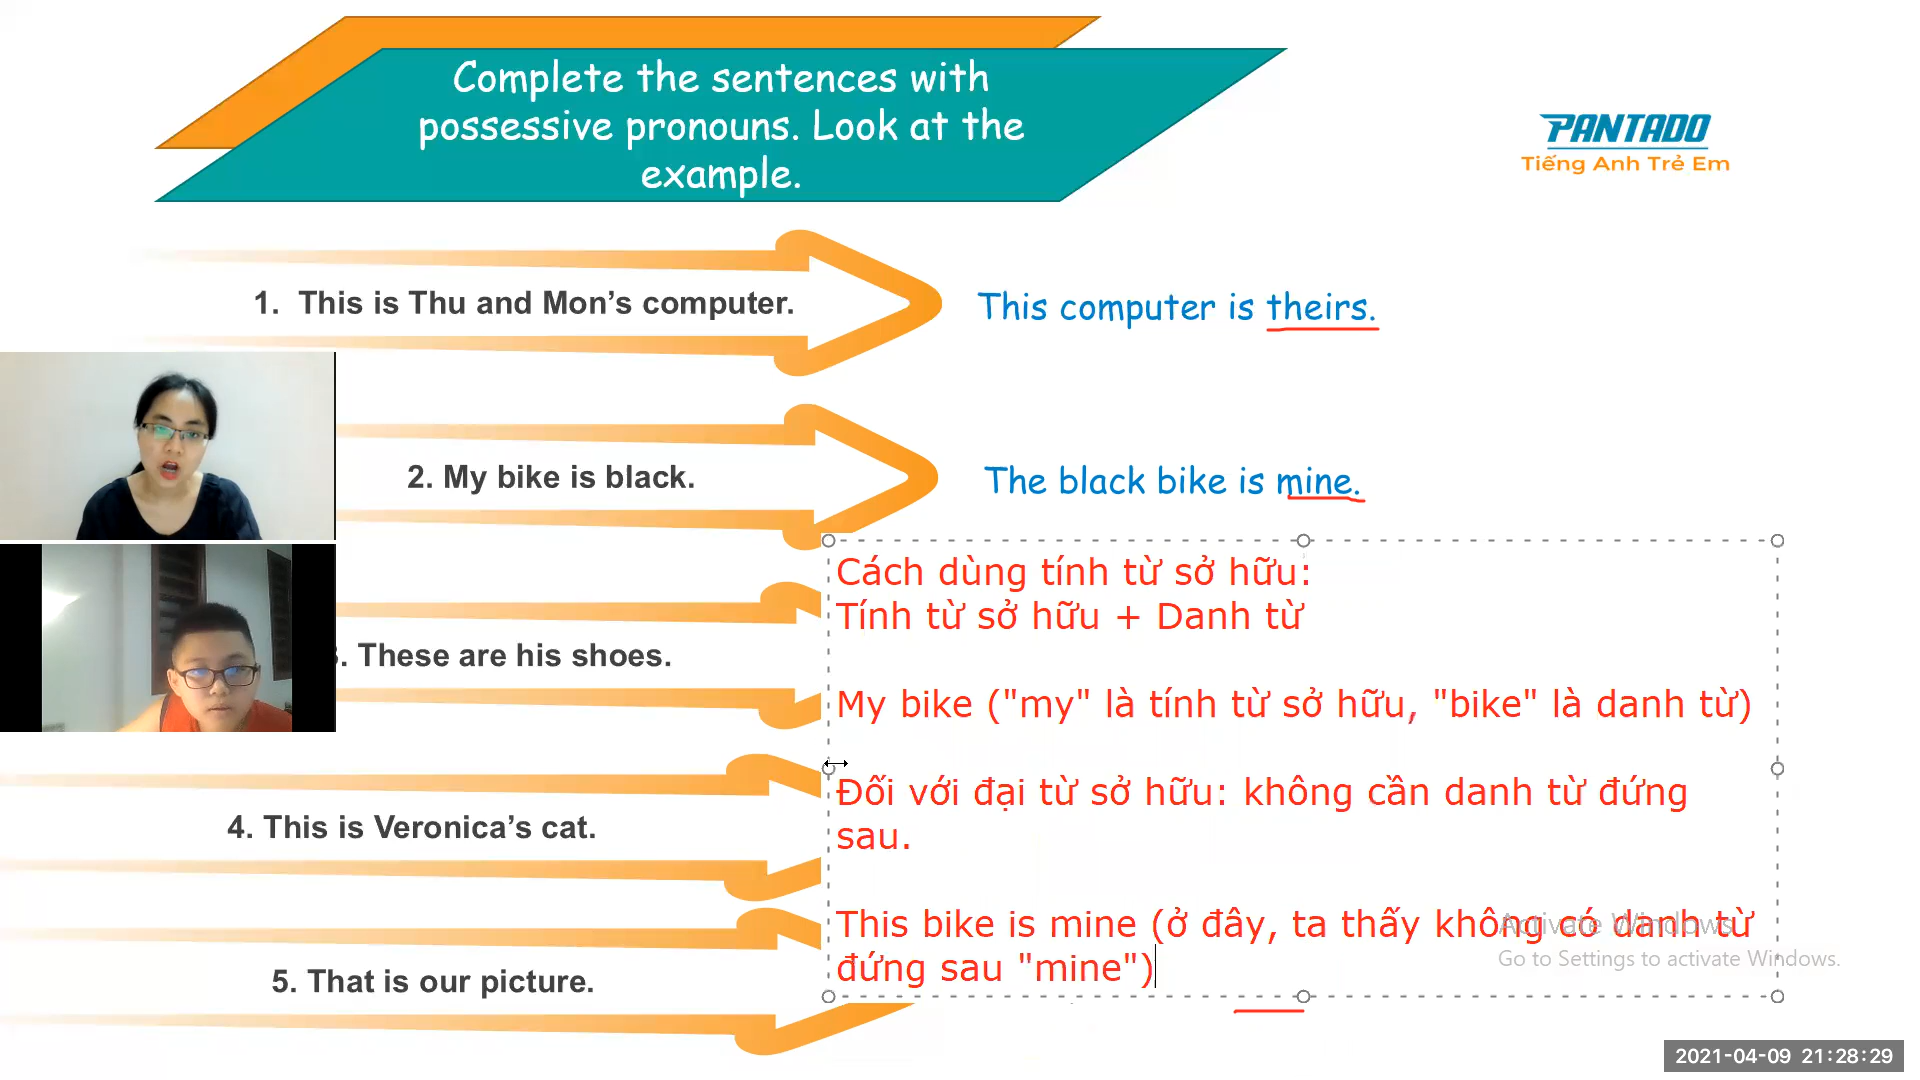 Complete the sentences with
possessive pronouns. Look at the
example.
PANTADO
Tiếng Anh Trẻ Em
1. This is Thu and Mon's computer.
This computer is theirs.
2. My bike is black.
The black bike is mine.
3. These are his shoes.
4. This is Veronica's cat.
5. That is our picture.
Cách dùng tính từ sở hữu:
Tính từ sở hữu + Danh từ
My bike ("my" là tính từ sở hữu, "bike" là danh từ)
Đối với đại từ sở hữu: không cần danh từ đứng
sau.
This bike is mine (ở đây, ta thấy không có danh từ
đứng sau "mine")
Activate Windows
Go to Settings to activate Windows.
2021-04-09 21:28:29